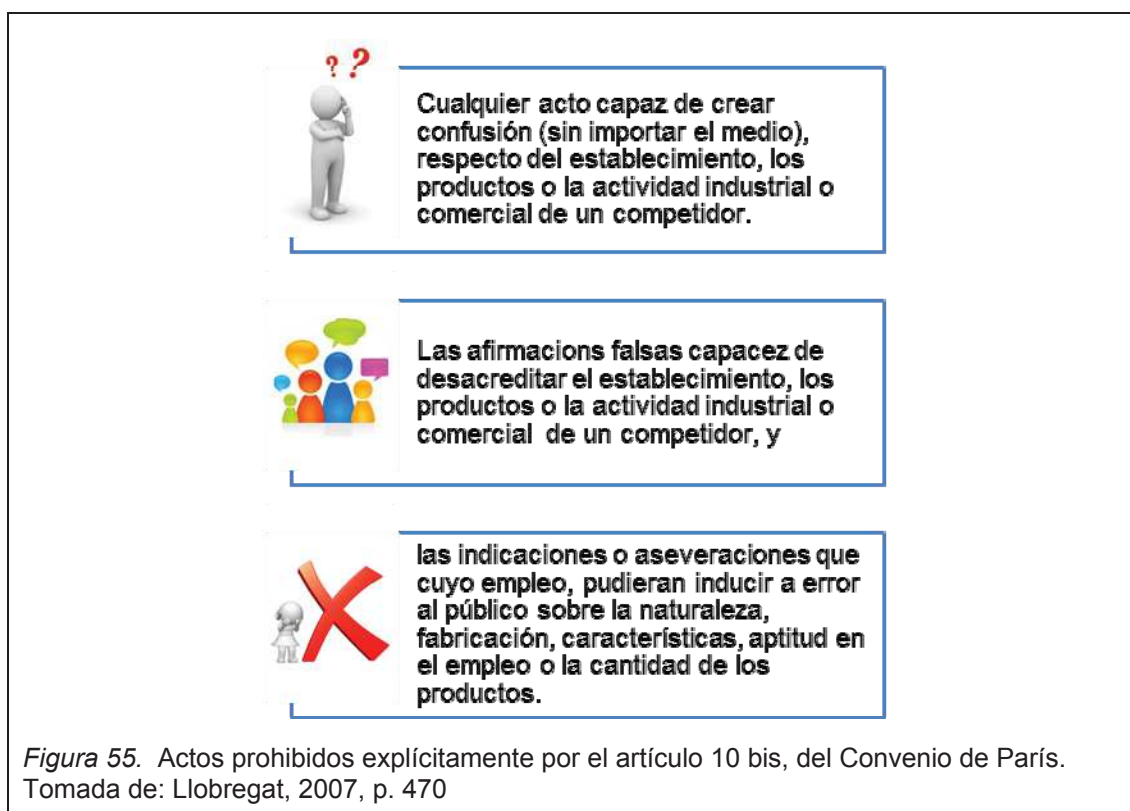 ? ?
Cualquier acto capaz de crear
confusión (sin importar el medio),
respecto del establecimiento, los
productos o la actividad industrial o
comercial de un competidor.
Las afirmacions falsas capacez de
desacreditar el establecimiento, los
productos o la actividad industrial o
comercial de un competidor, y
las indicaciones o aseveraciones que
cuyo empleo, pudieran inducir a error
al público sobre la naturaleza,
fabricación, características, aptitud en
el empleo o la cantidad de los
productos.
Figura 55. Actos prohibidos explícitamente por el artículo 10 bis, del Convenio de París.
Tomada de: Llobregat, 2007, p. 470